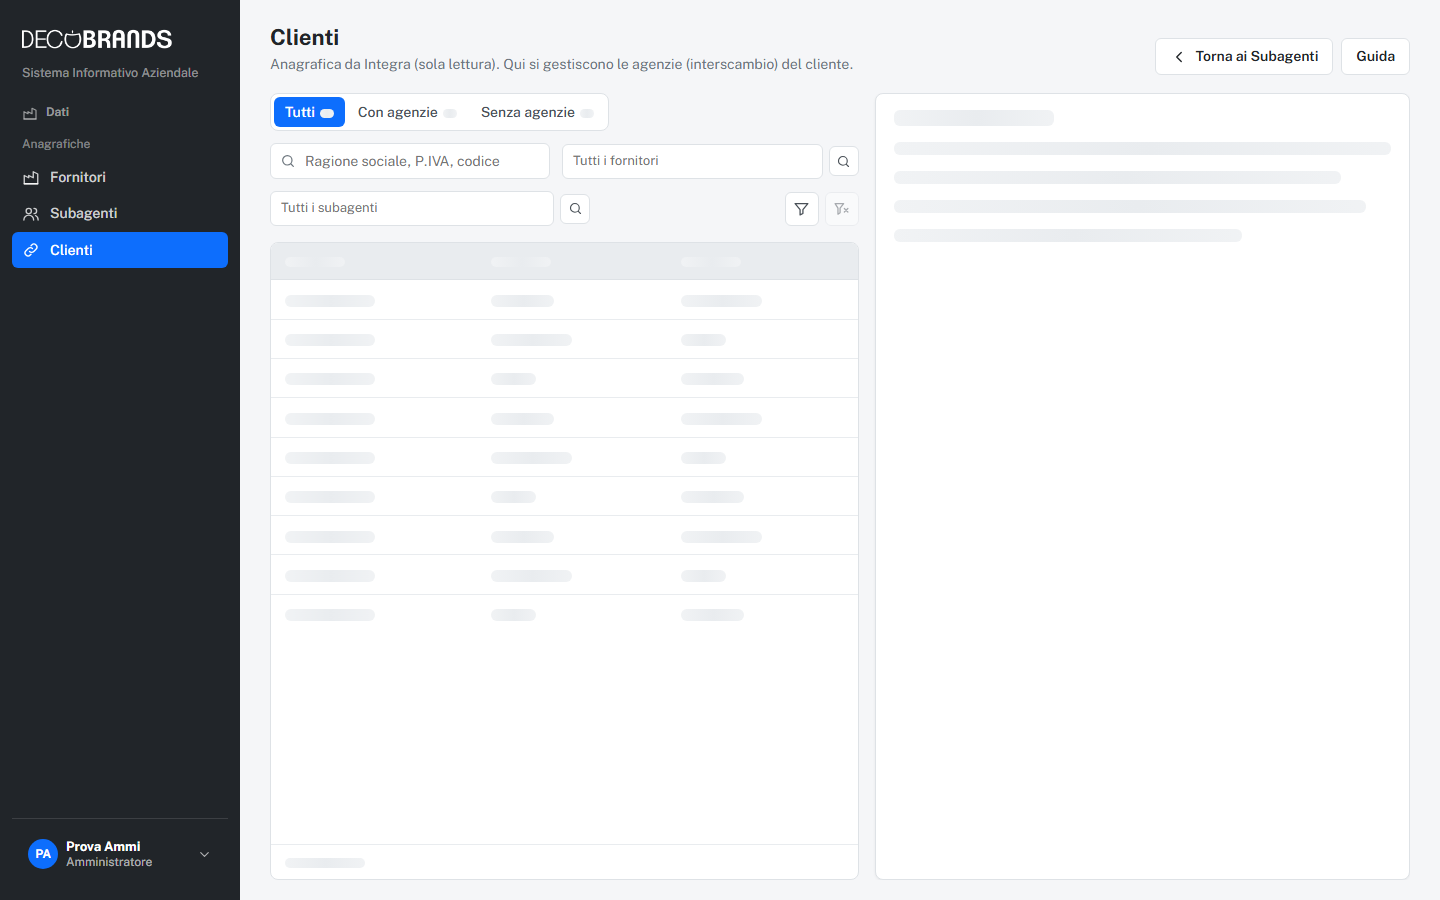 DECOBRANDS
Sistema Informativo Aziendale
Dati
Anagrafiche
Fornitori
Subagenti
Clienti
PA
Prova Ammi
Amministratore
Clienti
Anagrafica da Integra (sola lettura). Qui si gestiscono le agenzie (interscambio) del cliente.
Torna ai Subagenti
Guida
Tutti
Con agenzie
Senza agenzie
Ragione sociale, P.IVA, codice
Tutti i fornitori
Tutti i subagenti